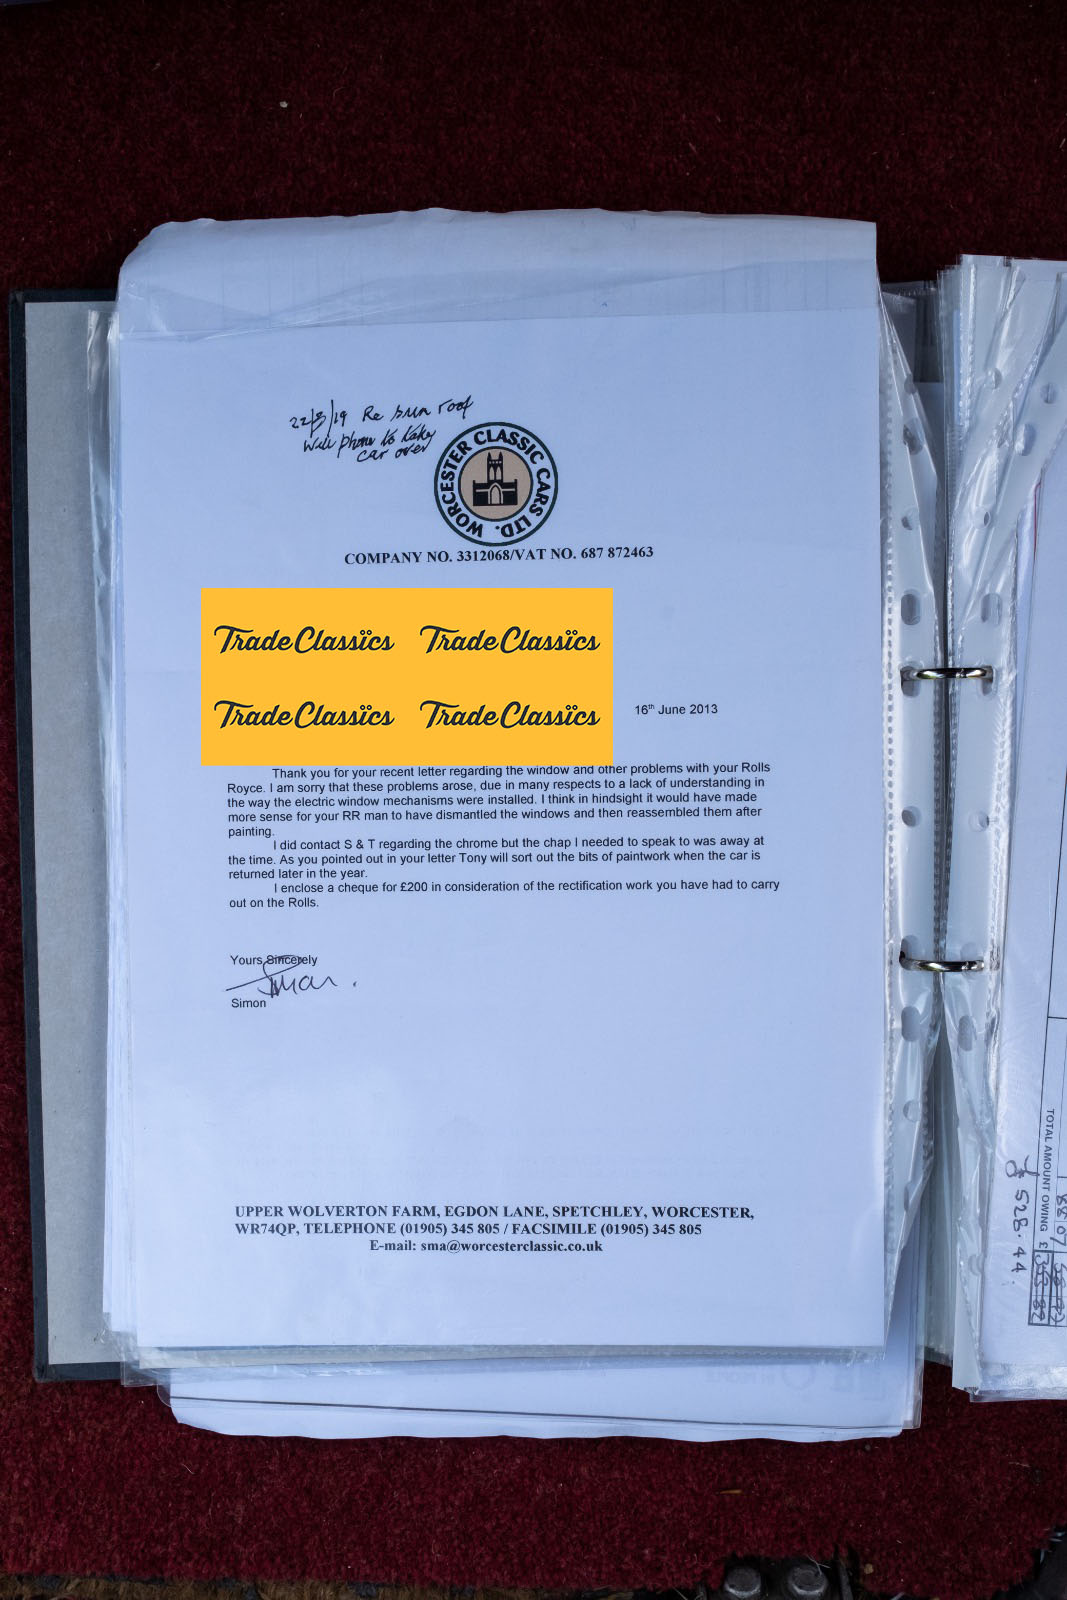 22/3/19 Re sun roof
Will phone to take
car over
WORCESTER CLASSIC CARS LTD.
COMPANY NO. 3312068/VAT NO. 687 872463
TradeClassics TradeClassics
TradeClassics TradeClassics
16th June 2013
Thank you for your recent letter regarding the window and other problems with your Rolls
Royce. I am sorry that these problems arose, due in many respects to a lack of understanding in
the way the electric window mechanisms were installed. I think in hindsight it would have made
more sense for your RR man to have dismantled the windows and then reassembled them after
painting.
I did contact S & T regarding the chrome but the chap I needed to speak to was away at
the time. As you pointed out in your letter Tony will sort out the bits of paintwork when the car is
returned later in the year.
I enclose a cheque for £200 in consideration of the rectification work you have had to carry
out on the Rolls.
Yours Sincerely
Simon
Simon
UPPER WOLVERTON FARM, EGDON LANE, SPETCHLEY, WORCESTER,
WR74QP, TELEPHONE (01905) 345 805 / FACSIMILE (01905) 345 805
E-mail: sma@worcesterclassic.co.uk
TOTAL AMOUNT OWING £
528.44